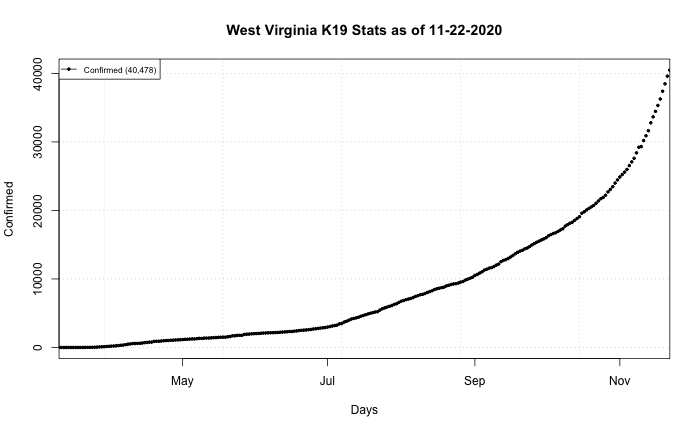 West Virginia K19 Stats as of 11-22-2020
Confirmed (40,478)
40000
30000
20000
10000
0
Confirmed
May Jul Sep Nov
Days